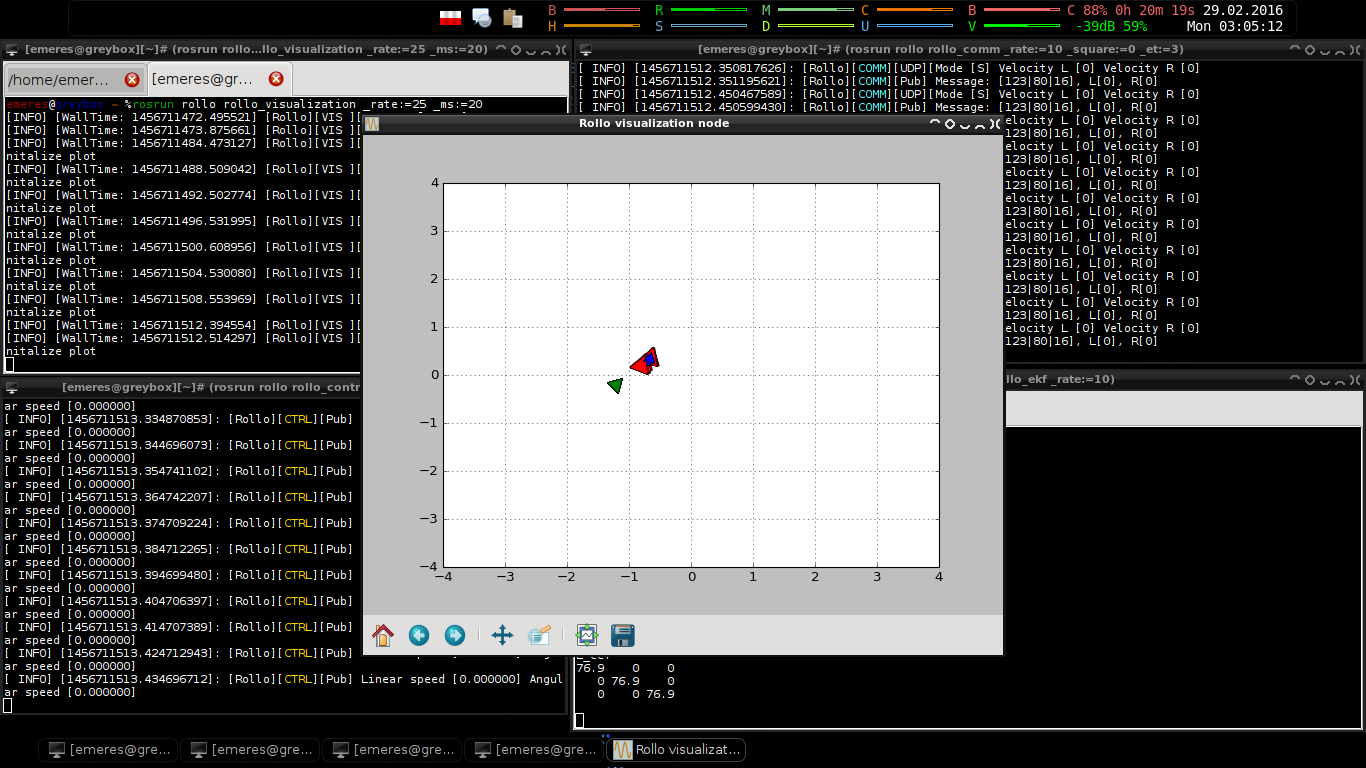 B R M C B C 88% 0h 20m 19s 29.02.2016
H S D U V -39dB 59% Mon 03:05:12
[emeres@greybox][~]# (rosrun rollo...llo_visualization _rate:=25 _ms:=20)
/home/emer... [emeres@gr...
emeres@greybox ~ %rosrun rollo rollo_visualization _rate:=25 _ms:=20
[INFO] [WallTime: 1456711472.495521] [Rollo][VIS ][
[INFO] [WallTime: 1456711473.875661] [Rollo][VIS ][
[INFO] [WallTime: 1456711484.473127] [Rollo][VIS ][
nitalize plot
[INFO] [WallTime: 1456711488.509042] [Rollo][VIS ][
nitalize plot
[INFO] [WallTime: 1456711492.502774] [Rollo][VIS ][
nitalize plot
[INFO] [WallTime: 1456711496.531995] [Rollo][VIS ][
nitalize plot
[INFO] [WallTime: 1456711500.608956] [Rollo][VIS ][
nitalize plot
[INFO] [WallTime: 1456711504.530080] [Rollo][VIS ][
nitalize plot
[INFO] [WallTime: 1456711508.553969] [Rollo][VIS ][
nitalize plot
[INFO] [WallTime: 1456711512.394554] [Rollo][VIS ][
[INFO] [WallTime: 1456711512.514297] [Rollo][VIS ][
nitalize plot
[emeres@greybox][~]# (rosrun rollo rollo_comm _rate:=10 _square:=0 _et:=3)
[ INFO] [1456711512.350817626]: [Rollo][COMM][UDP][Mode [S] Velocity L [0] Velocity R [0]
[ INFO] [1456711512.351195621]: [Rollo][COMM][Pub] Message: [123|80|16], L[0], R[0]
[ INFO] [1456711512.450467589]: [Rollo][COMM][UDP][Mode [S] Velocity L [0] Velocity R [0]
[ INFO] [1456711512.450599430]: [Rollo][COMM][Pub] Message: [123|80|16], L[0], R[0]
elocity L [0] Velocity R [0]
123|80|16], L[0], R[0]
elocity L [0] Velocity R [0]
123|80|16], L[0], R[0]
elocity L [0] Velocity R [0]
123|80|16], L[0], R[0]
elocity L [0] Velocity R [0]
123|80|16], L[0], R[0]
elocity L [0] Velocity R [0]
123|80|16], L[0], R[0]
elocity L [0] Velocity R [0]
123|80|16], L[0], R[0]
elocity L [0] Velocity R [0]
123|80|16], L[0], R[0]
elocity L [0] Velocity R [0]
123|80|16], L[0], R[0]
elocity L [0] Velocity R [0]
123|80|16], L[0], R[0]
Rollo visualization node
4
3
2
1
0
−1
−2
−3
−4
−4 −3 −2 −1 0 1 2 3 4
[emeres@greybox][~]# (rosrun rollo rollo_contr
ar speed [0.000000]
[ INFO] [1456711513.334870853]: [Rollo][CTRL][Pub]
ar speed [0.000000]
[ INFO] [1456711513.344696073]: [Rollo][CTRL][Pub]
ar speed [0.000000]
[ INFO] [1456711513.354741102]: [Rollo][CTRL][Pub]
ar speed [0.000000]
[ INFO] [1456711513.364742207]: [Rollo][CTRL][Pub]
ar speed [0.000000]
[ INFO] [1456711513.374709224]: [Rollo][CTRL][Pub]
ar speed [0.000000]
[ INFO] [1456711513.384712265]: [Rollo][CTRL][Pub]
ar speed [0.000000]
[ INFO] [1456711513.394699480]: [Rollo][CTRL][Pub]
ar speed [0.000000]
[ INFO] [1456711513.404706397]: [Rollo][CTRL][Pub]
ar speed [0.000000]
[ INFO] [1456711513.414707389]: [Rollo][CTRL][Pub]
ar speed [0.000000]
[ INFO] [1456711513.424712943]: [Rollo][CTRL][Pub]
ar speed [0.000000]
[ INFO] [1456711513.434696712]: [Rollo][CTRL][Pub] Linear speed [0.000000] Angul
ar speed [0.000000]
llo_ekf _rate:=10)
76.9 0 0
0 76.9 0
0 0 76.9
[emeres@gre... [emeres@gre... [emeres@gre... [emeres@gre... Rollo visualizat...